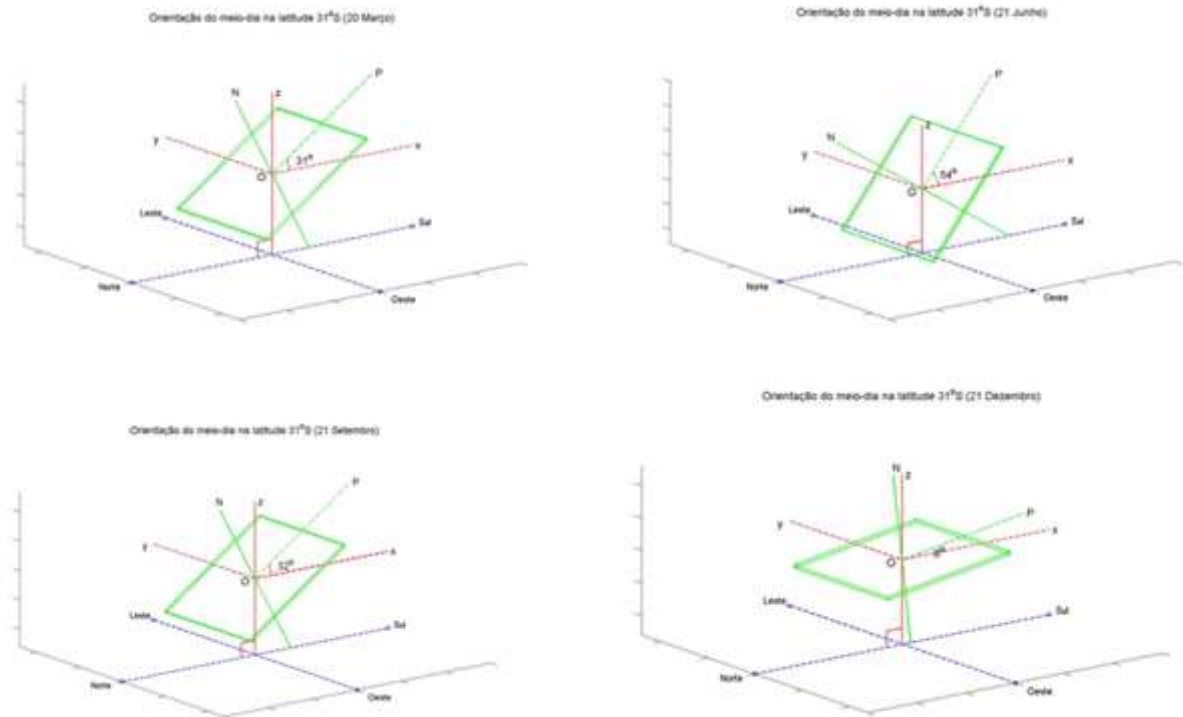 Orientação do meio-dia na latitude 31ºS (20 Março)
P
N
z
y
x
31º
O
Leste
Sul
Norte
Oeste
Orientação do meio-dia na latitude 31ºS (21 Junho)
P
N
z
y
x
54º
O
Leste
Sul
Norte
Oeste
Orientação do meio-dia na latitude 31ºS (21 Setembro)
P
N
z
y
x
32º
O
Leste
Sul
Norte
Oeste
Orientação do meio-dia na latitude 31ºS (21 Dezembro)
N
z
P
y
x
8º
O
Leste
Sul
Norte
Oeste